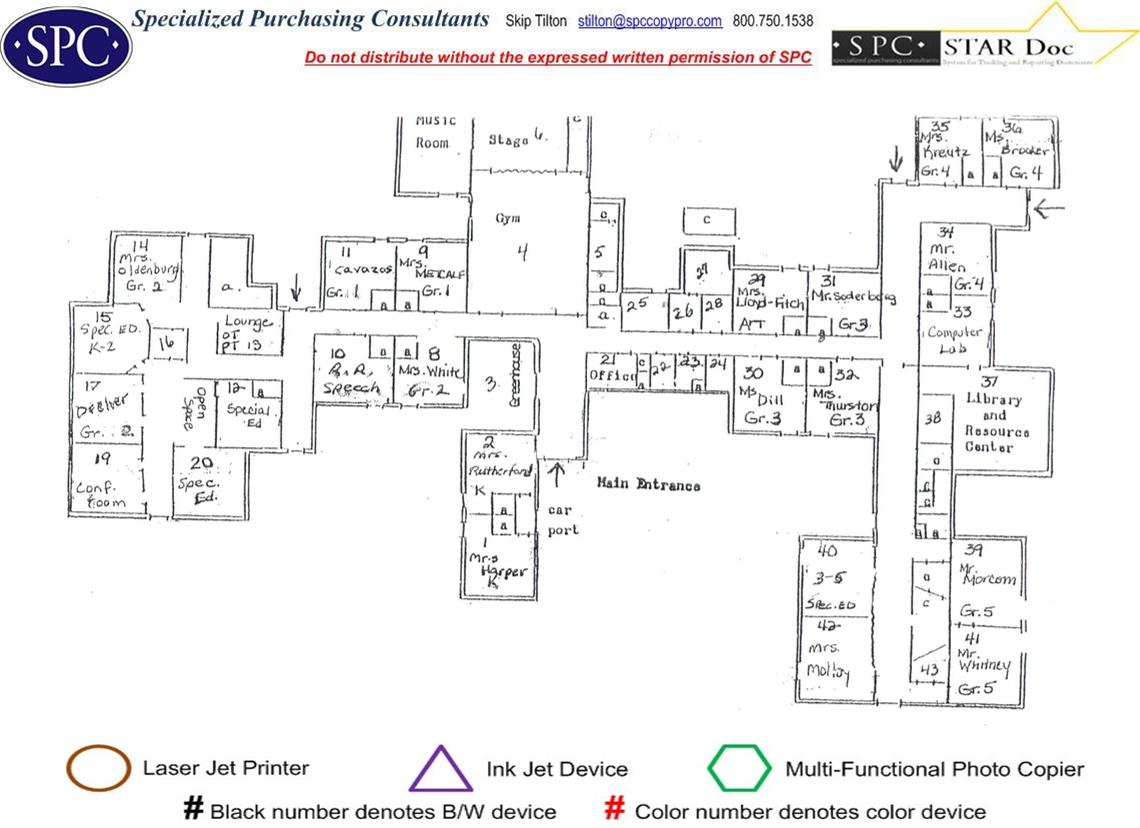 SPC
Specialized Purchasing Consultants Skip Tilton stilton@spccopypro.com 800.750.1538
Do not distribute without the expressed written permission of SPC
SPC STAR Doc
specialized purchasing consultants System for Tracking and Reporting Documents
Music
Room
Stage 6.
c
Gym
4
c
5
a
a.
c
35
Mrs.
Kreutz
Gr.4
a
36
Ms.
Brooker
Gr.4
a
34
Mr.
Allen
Gr.4
a
a
33
Computer
Lab
14
Mrs.
Oldenburg
Gr. 2
a.
11
Cavazos
Gr.1
a
9
Mrs.
METCALF
Gr.1
a
25
26
27
28
29
Mrs.
Lloyd-Fitch
ART
a
31
Mr. Soderberg
Gr.3
a
15
Spec. ED.
K-2
16
Lounge
OT
PT 13
10
B.R.
Speech
a
a
8
Mrs. White
Gr. 2
3
Greenhouse
21
Office
c
a
22
23
24
a
30
Ms
Dill
Gr.3
a
a
32
Mrs.
Thurston
Gr.3
17
Dreher
Gr. 2
Open
Space
12
a
Special
Ed
19
Conf.
Room
20
Spec.
Ed.
2
Mrs.
Rutherford
K
a
a
1
Mrs
Harper
K
Main Entrance
car
port
37
Library
and
Resource
Center
38
c
c
a
a
40
3-5
SPEC.ED
42
Mrs.
Molloy
a
c
43
39
Mr.
Morcom
Gr.5
41
Mr.
Whitney
Gr.5
Laser Jet Printer Ink Jet Device Multi-Functional Photo Copier
# Black number denotes B/W device # Color number denotes color device